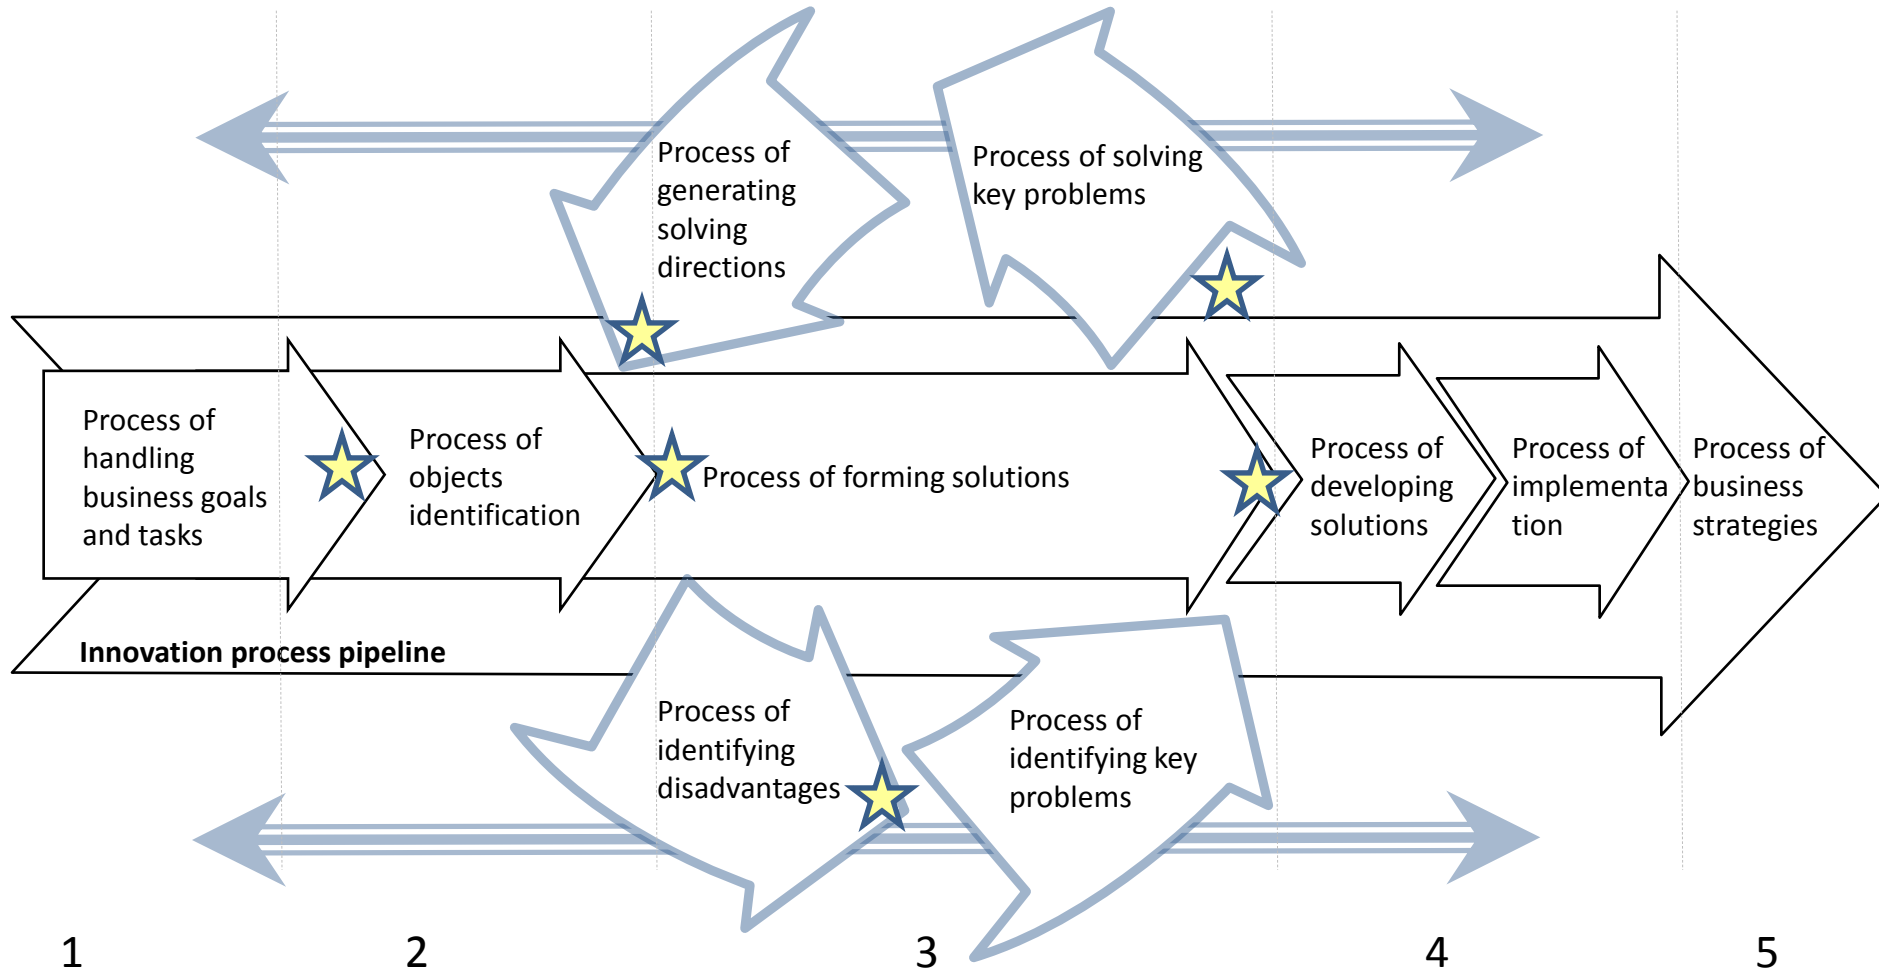 Process of
generating
solving
directions
Process of solving
key problems
Process of
handling
business goals
and tasks
Process of
objects
identification
Process of forming solutions
Process of
developing
solutions
Process of
implementa
tion
Process of
business
strategies
Innovation process pipeline
Process of
identifying
disadvantages
Process of
identifying key
problems
1
2
3
4
5